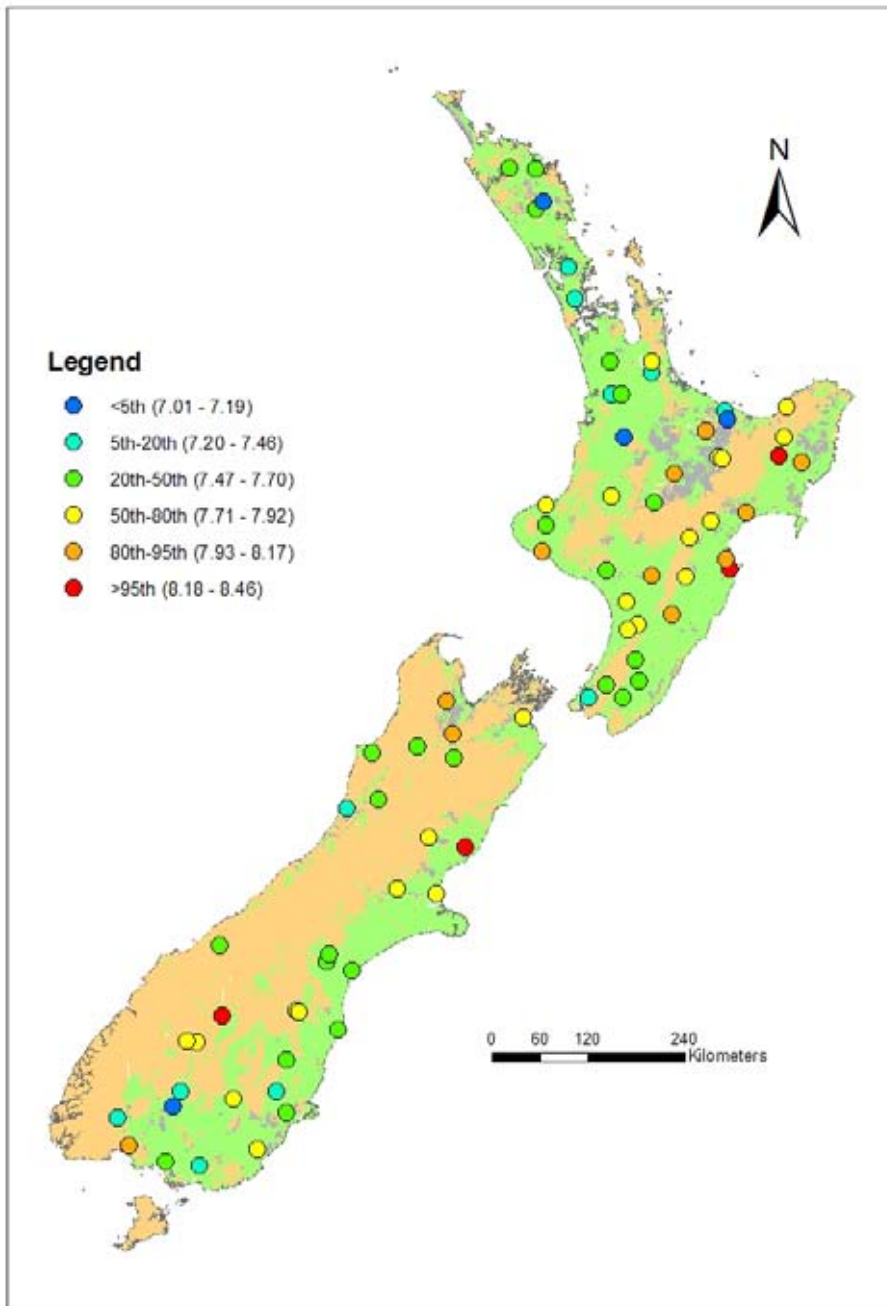 N
Legend
<5th (7.01 - 7.19)
5th-20th (7.20 - 7.46)
20th-50th (7.47 - 7.70)
50th-80th (7.71 - 7.92)
80th-95th (7.93 - 8.17)
>95th (8.18 - 8.46)
0 60 120 240
Kilometers